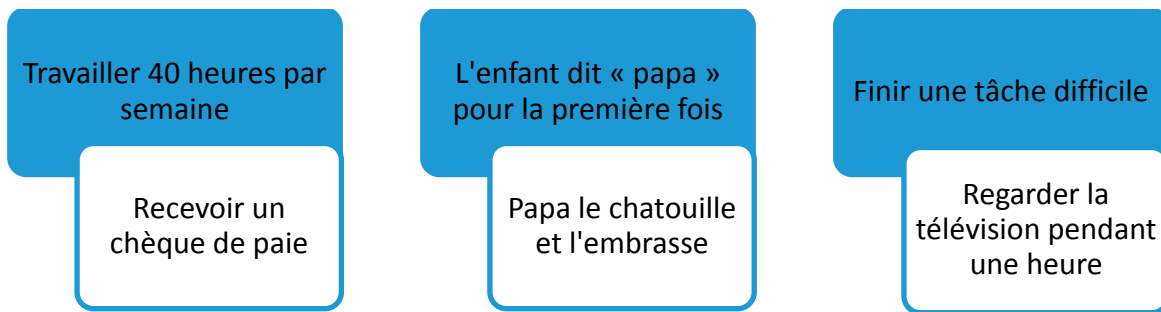 Travailler 40 heures par
semaine
Recevoir un
chèque de paie
L'enfant dit « papa »
pour la première fois
Papa le chatouille
et l'embrasse
Finir une tâche difficile
Regarder la
télévision pendant
une heure